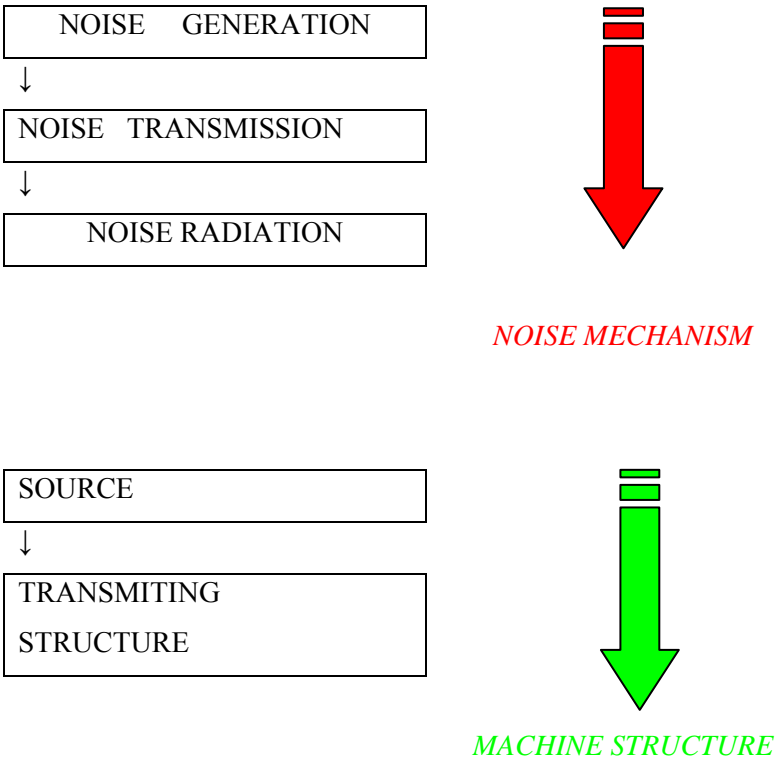 NOISE GENERATION
↓
NOISE TRANSMISSION
↓
NOISE RADIATION
NOISE MECHANISM
SOURCE
↓
TRANSMITING
STRUCTURE
MACHINE STRUCTURE